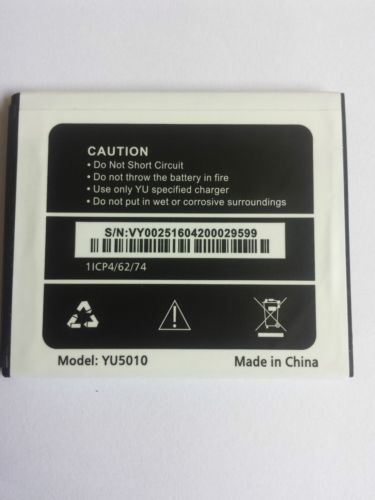 CAUTION
• Do Not Short Circuit
• Do not throw the battery in fire
• Use only YU specified charger
• Do not put in wet or corrosive surroundings
S/N:VY00251604200029599
1ICP4/62/74
Model: YU5010
Made in China